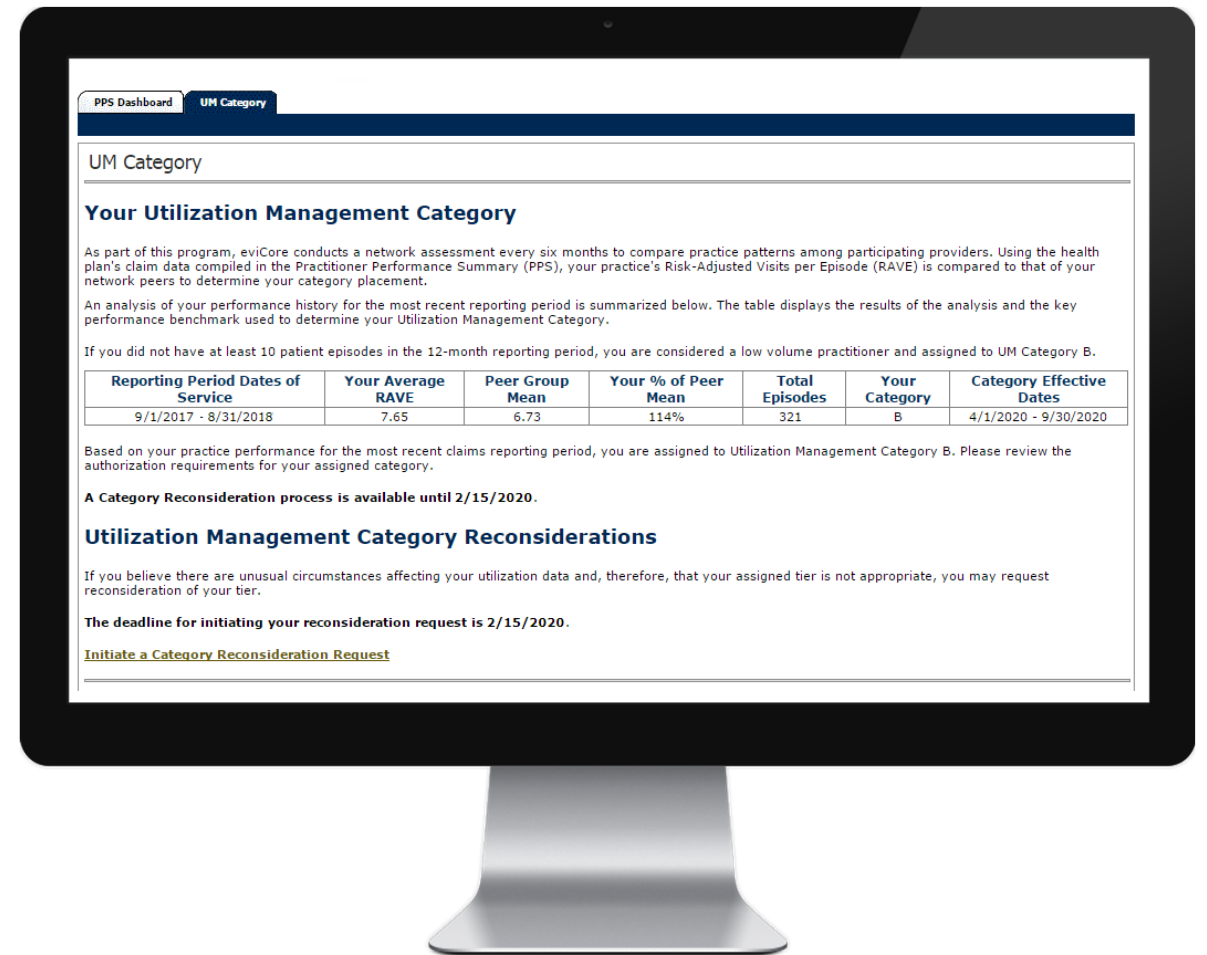 PPS Dashboard
UM Category
UM Category
Your Utilization Management Category
As part of this program, eviCore conducts a network assessment every six months to compare practice patterns among participating providers. Using the health
plan's claim data compiled in the Practitioner Performance Summary (PPS), your practice's Risk-Adjusted Visits per Episode (RAVE) is compared to that of your
network peers to determine your category placement.
An analysis of your performance history for the most recent reporting period is summarized below. The table displays the results of the analysis and the key
performance benchmark used to determine your Utilization Management Category.
If you did not have at least 10 patient episodes in the 12-month reporting period, you are considered a low volume practitioner and assigned to UM Category B.
Reporting Period Dates of Service | Your Average RAVE | Peer Group Mean | Your % of Peer Mean | Total Episodes | Your Category | Category Effective Dates
9/1/2017 - 8/31/2018 | 7.65 | 6.73 | 114% | 321 | B | 4/1/2020 - 9/30/2020
Based on your practice performance for the most recent claims reporting period, you are assigned to Utilization Management Category B. Please review the
authorization requirements for your assigned category.
A Category Reconsideration process is available until 2/15/2020.
Utilization Management Category Reconsiderations
If you believe there are unusual circumstances affecting your utilization data and, therefore, that your assigned tier is not appropriate, you may request
reconsideration of your tier.
The deadline for initiating your reconsideration request is 2/15/2020.
Initiate a Category Reconsideration Request